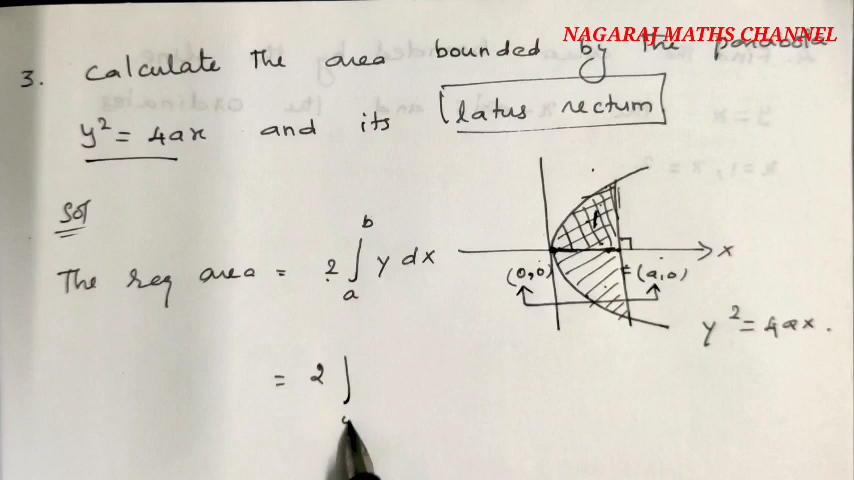 NAGARAJ MATHS CHANNEL
3. Calculate The area bounded by the parabola
y² = 4ax and its latus rectum
Sol
The req area = 2 ∫ₐᵇ y dx
(0,0)
(a,0)
x
y² = 4ax.
= 2 ∫